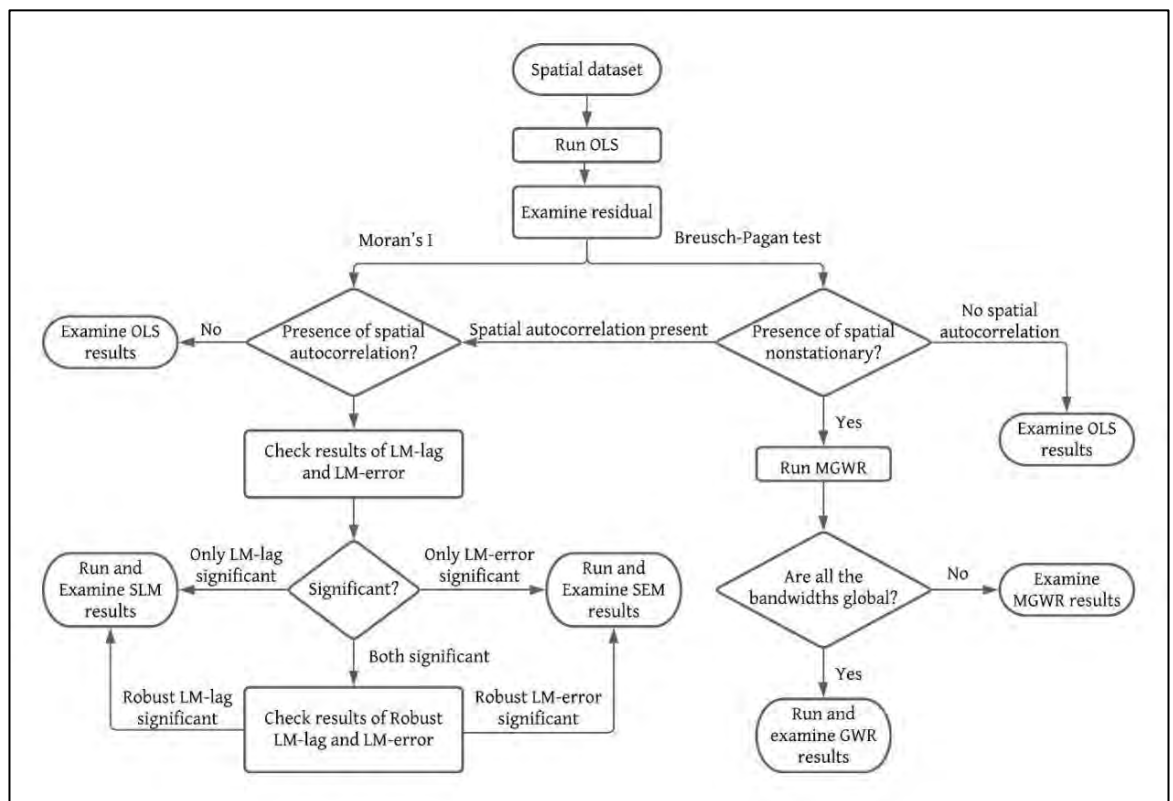 Spatial dataset
Run OLS
Examine residual
Moran's I
Breusch-Pagan test
Examine OLS
results
No
Presence of spatial
autocorrelation?
Spatial autocorrelation present
Presence of spatial
nonstationary?
No spatial
autocorrelation
Yes
Examine OLS
results
Check results of LM-lag
and LM-error
Run MGWR
Run and
Examine SLM
results
Only LM-lag
significant
Significant?
Only LM-error
significant
Run and
Examine SEM
results
Are all the
bandwidths global?
No
Examine
MGWR results
Both significant
Yes
Robust LM-lag
significant
Check results of Robust
LM-lag and LM-error
Robust LM-error
significant
Run and
examine GWR
results